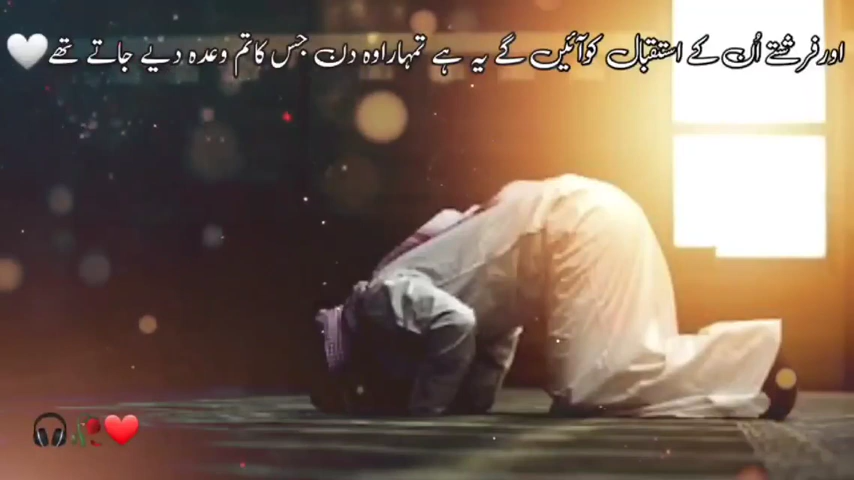 اور فرشتے اُن کے استقبال کو آئیں گے یہ ہے تمہارا وہ دن جس کا تم وعدہ دیے جاتے تھے🤍
🎧🥀❤️